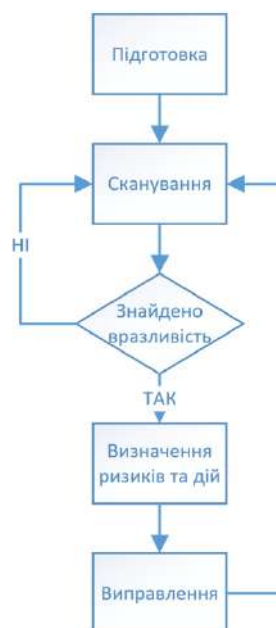 Підготовка
Сканування
НІ
Знайдено
вразливість
ТАК
Визначення
ризиків та дій
Виправлення